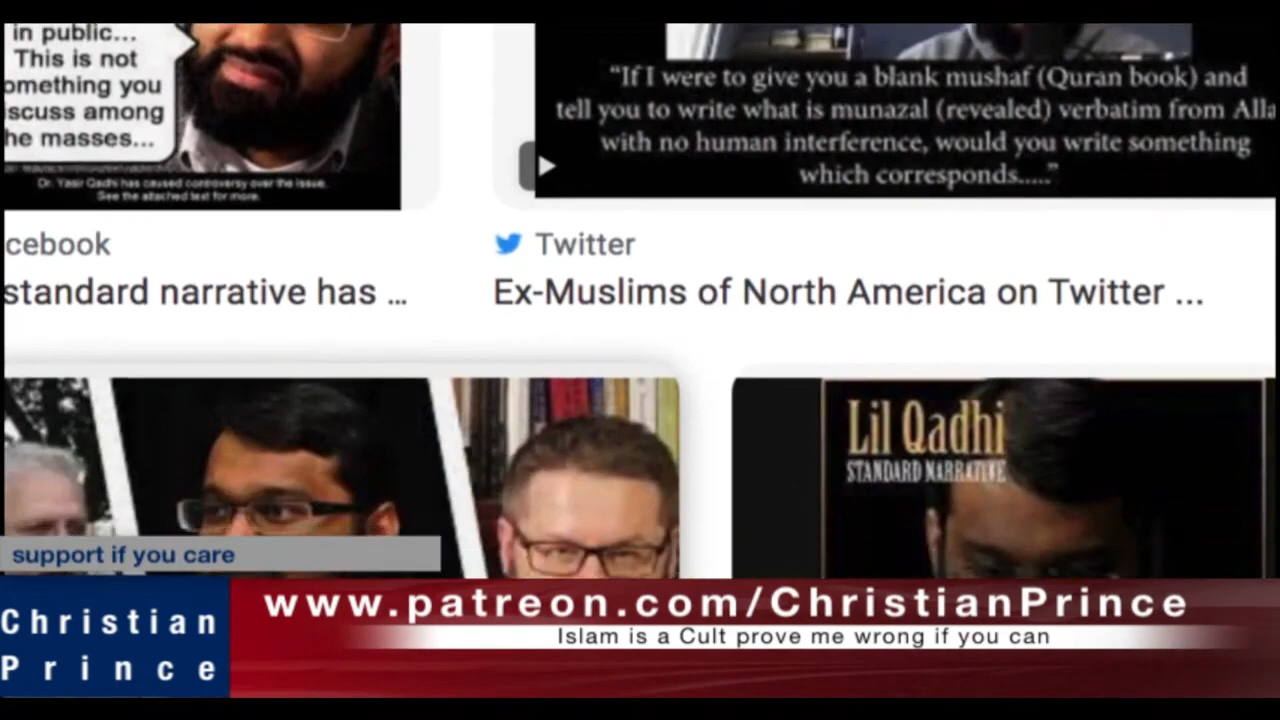 in public...
This is not
omething you
scuss among
he masses...
Dr. Yasir Qadhi has caused controversy over the issue.
See the attached text for more.
“If I were to give you a blank mushaf (Quran book) and
tell you to write what is munazal (revealed) verbatim from Alla
with no human interference, would you write something
which corresponds.....”
cebook
standard narrative has ...
Twitter
Ex-Muslims of North America on Twitter ...
Lil Qadhi
STANDARD NARRATIVE
support if you care
Christian
Prince
www.patreon.com/ChristianPrince
Islam is a Cult prove me wrong if you can